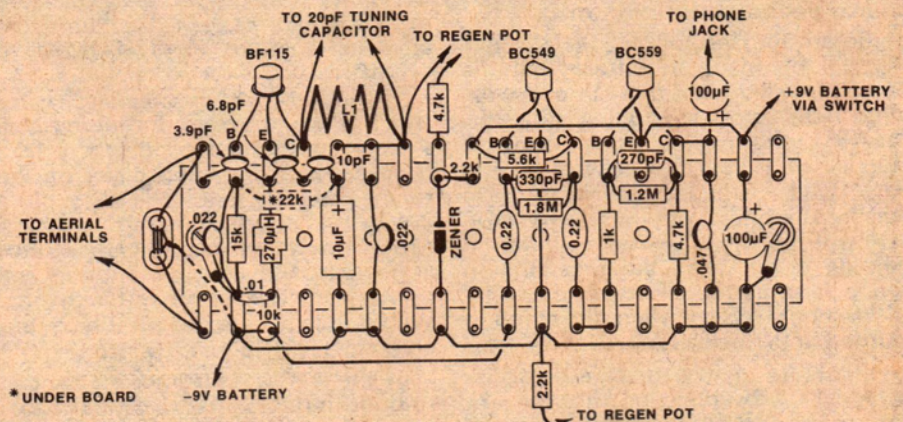 TO 20pF TUNING
CAPACITOR
TO REGEN POT
TO PHONE
JACK
BF115
BC549
BC559
+9V BATTERY
VIA SWITCH
6.8pF
3.9pF
B
E
C
L1
10pF
4.7k
2.2k
B
E
C
5.6k
330pF
1.8M
B
E
C
270pF
1.2M
100µF
+
*22k
TO AERIAL
TERMINALS
.022
15k
270µH
10µF
+
.022
ZENER
0.22
0.22
1k
4.7k
.047
100µF
+
.01
10k
2.2k
*UNDER BOARD
-9V BATTERY
TO REGEN POT